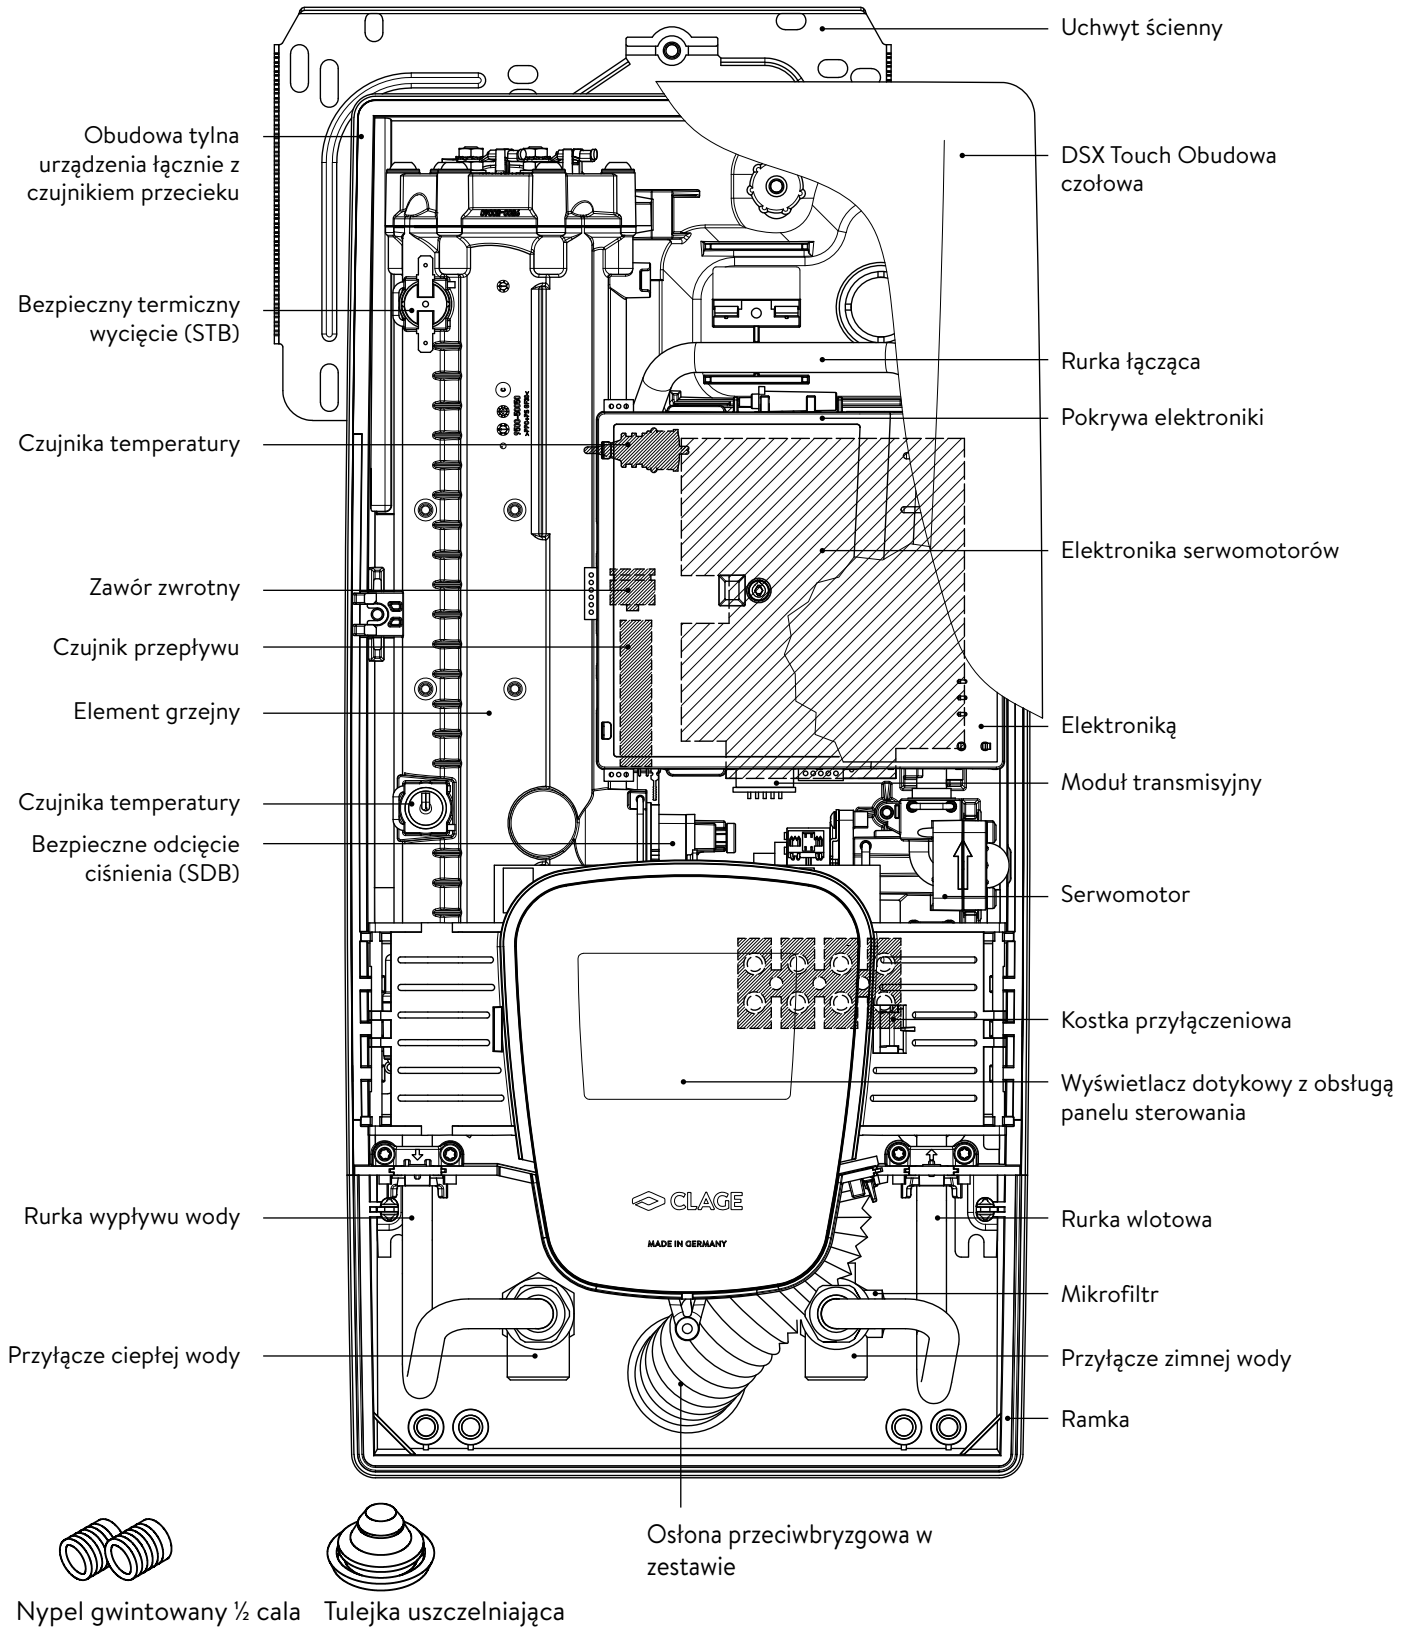 Uchwyt ścienny
Obudowa tylna
urządzenia łącznie z
czujnikiem przecieku
DSX Touch Obudowa
czołowa
Bezpieczny termiczny
wycięcie (STB)
Rurka łącząca
Pokrywa elektroniki
Czujnika temperatury
Elektronika serwomotorów
Zawór zwrotny
Czujnik przepływu
Element grzejny
Elektroniką
Moduł transmisyjny
Czujnika temperatury
Bezpieczne odcięcie
ciśnienia (SDB)
Serwomotor
Kostka przyłączeniowa
Wyświetlacz dotykowy z obsługą
panelu sterowania
CLAGE
MADE IN GERMANY
Rurka wypływu wody
Rurka wlotowa
Mikrofiltr
Przyłącze ciepłej wody
Przyłącze zimnej wody
Ramka
Osłona przeciwbryzgowa w
zestawie
Nypel gwintowany ½ cala
Tulejka uszczelniająca